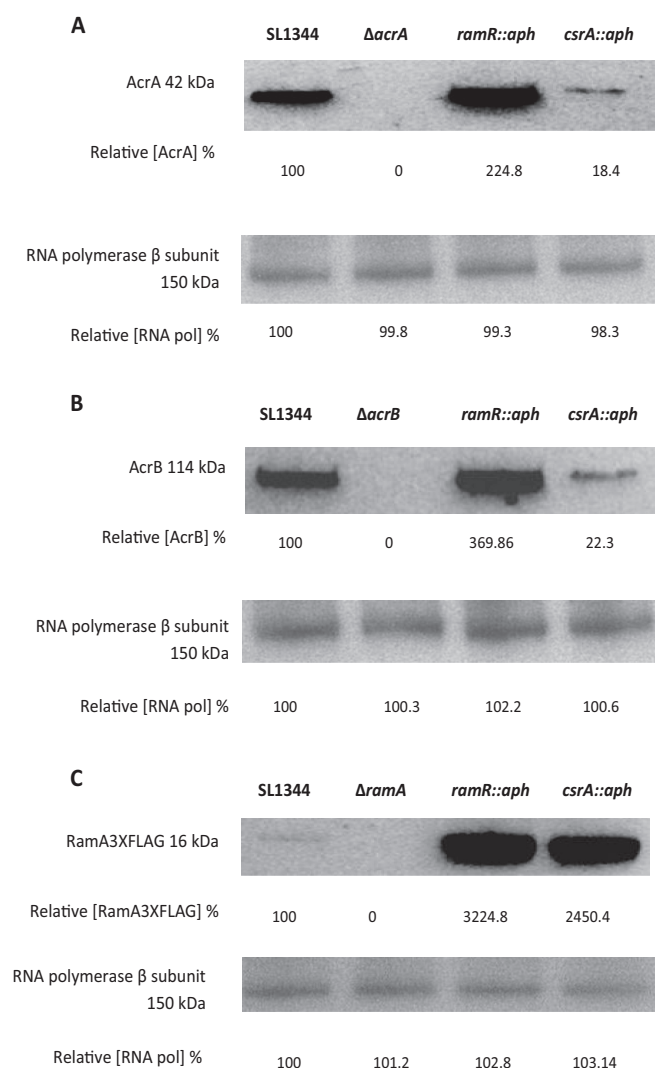 A
SL1344 ΔacrA ramR::aph csrA::aph
AcrA 42 kDa
Relative [AcrA] %
100 0 224.8 18.4
RNA polymerase β subunit
150 kDa
Relative [RNA pol] %
100 99.8 99.3 98.3
B
SL1344 ΔacrB ramR::aph csrA::aph
AcrB 114 kDa
Relative [AcrB] %
100 0 369.86 22.3
RNA polymerase β subunit
150 kDa
Relative [RNA pol] % 100 100.3 102.2 100.6
C
SL1344 ΔramA ramR::aph csrA::aph
RamA3XFLAG 16 kDa
Relative [RamA3XFLAG] %
100 0 3224.8 2450.4
RNA polymerase β subunit
150 kDa
Relative [RNA pol] % 100 101.2 102.8 103.14